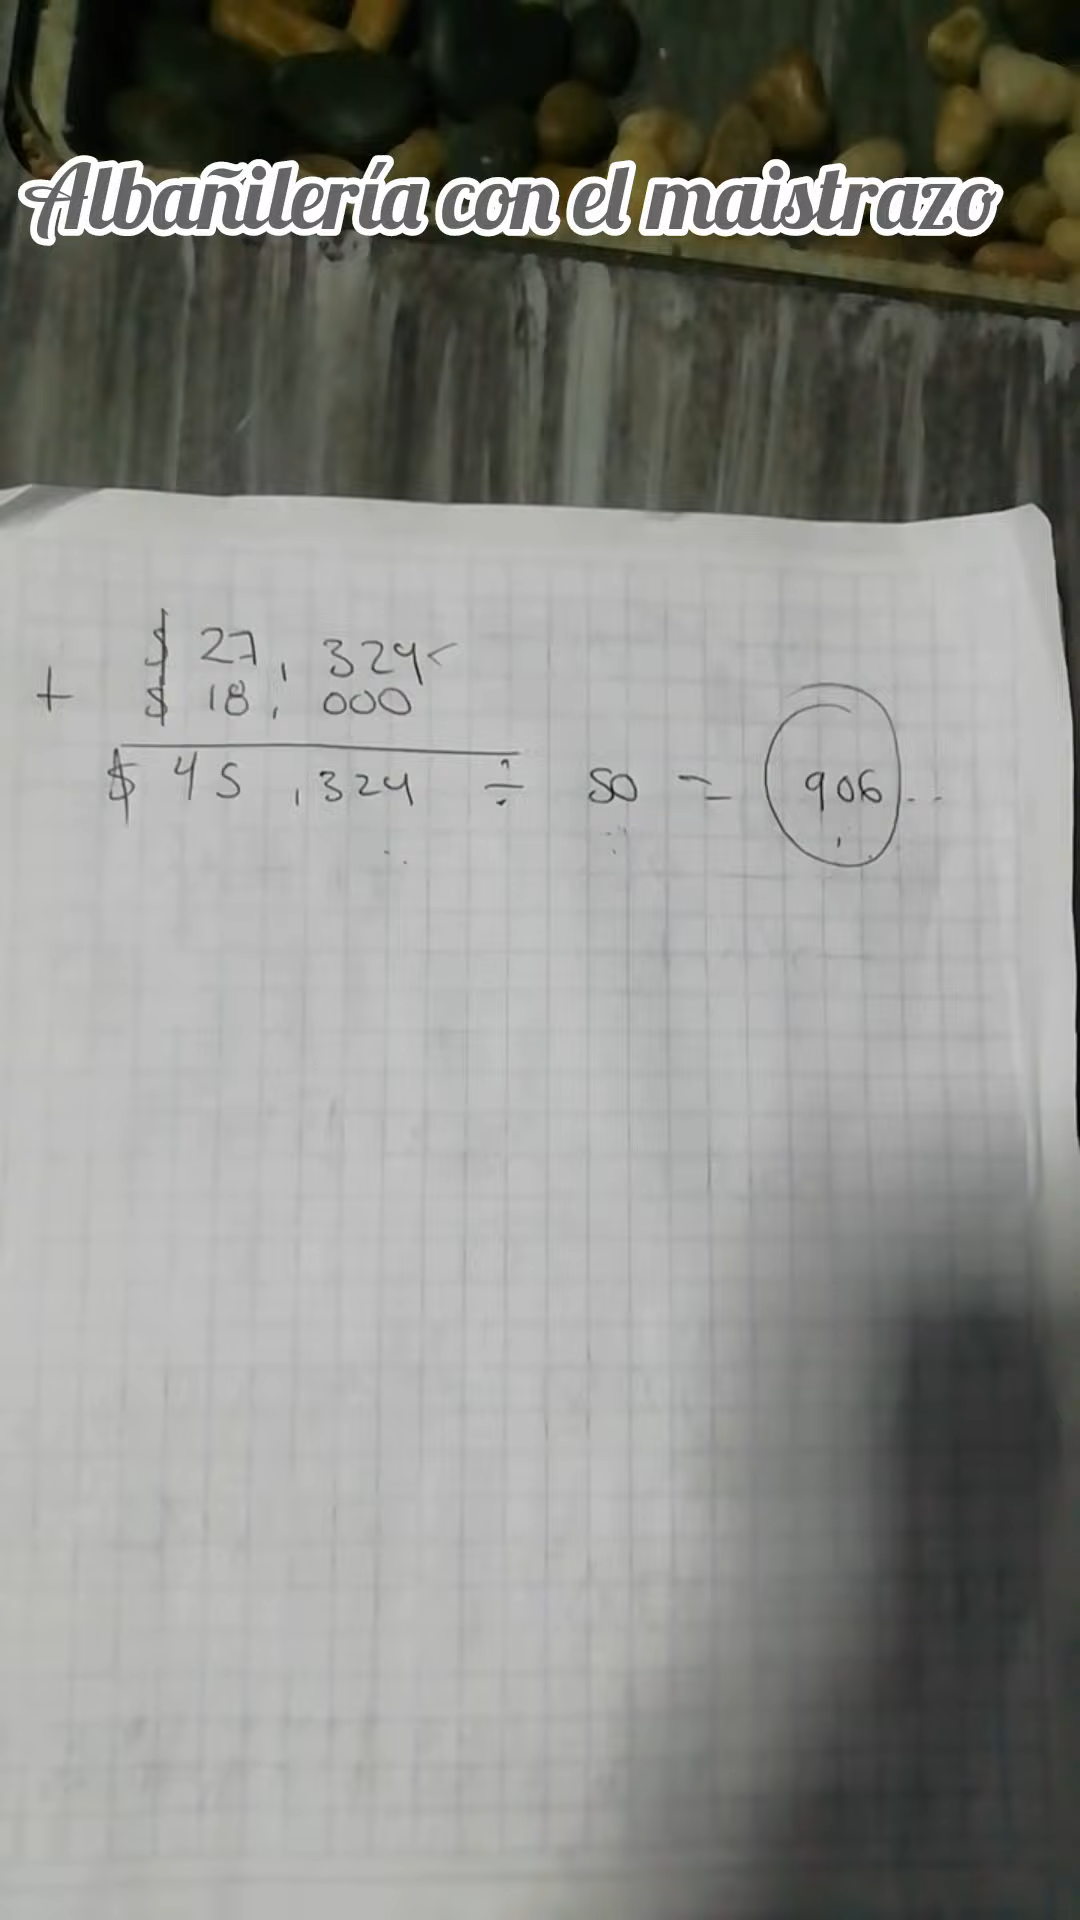 Albañilería con el maistrazo
$ 27, 324
+ $ 18, 000
$ 45,324 ÷ 50 = 906